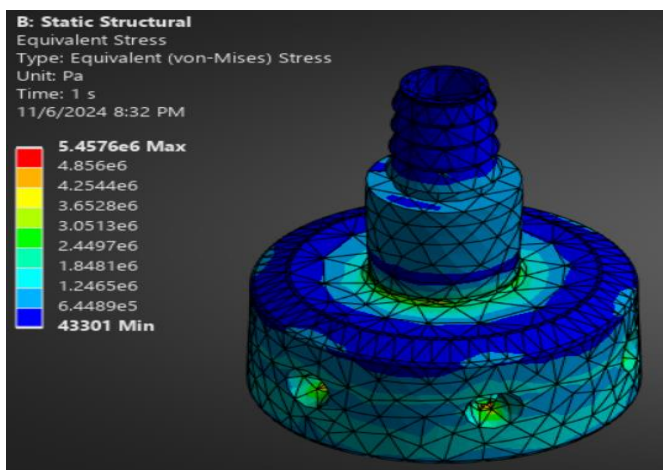 B: Static Structural
Equivalent Stress
Type: Equivalent (von-Mises) Stress
Unit: Pa
Time: 1 s
11/6/2024 8:32 PM
5.4576e6 Max
4.856e6
4.2544e6
3.6528e6
3.0513e6
2.4497e6
1.8481e6
1.2465e6
6.4489e5
43301 Min